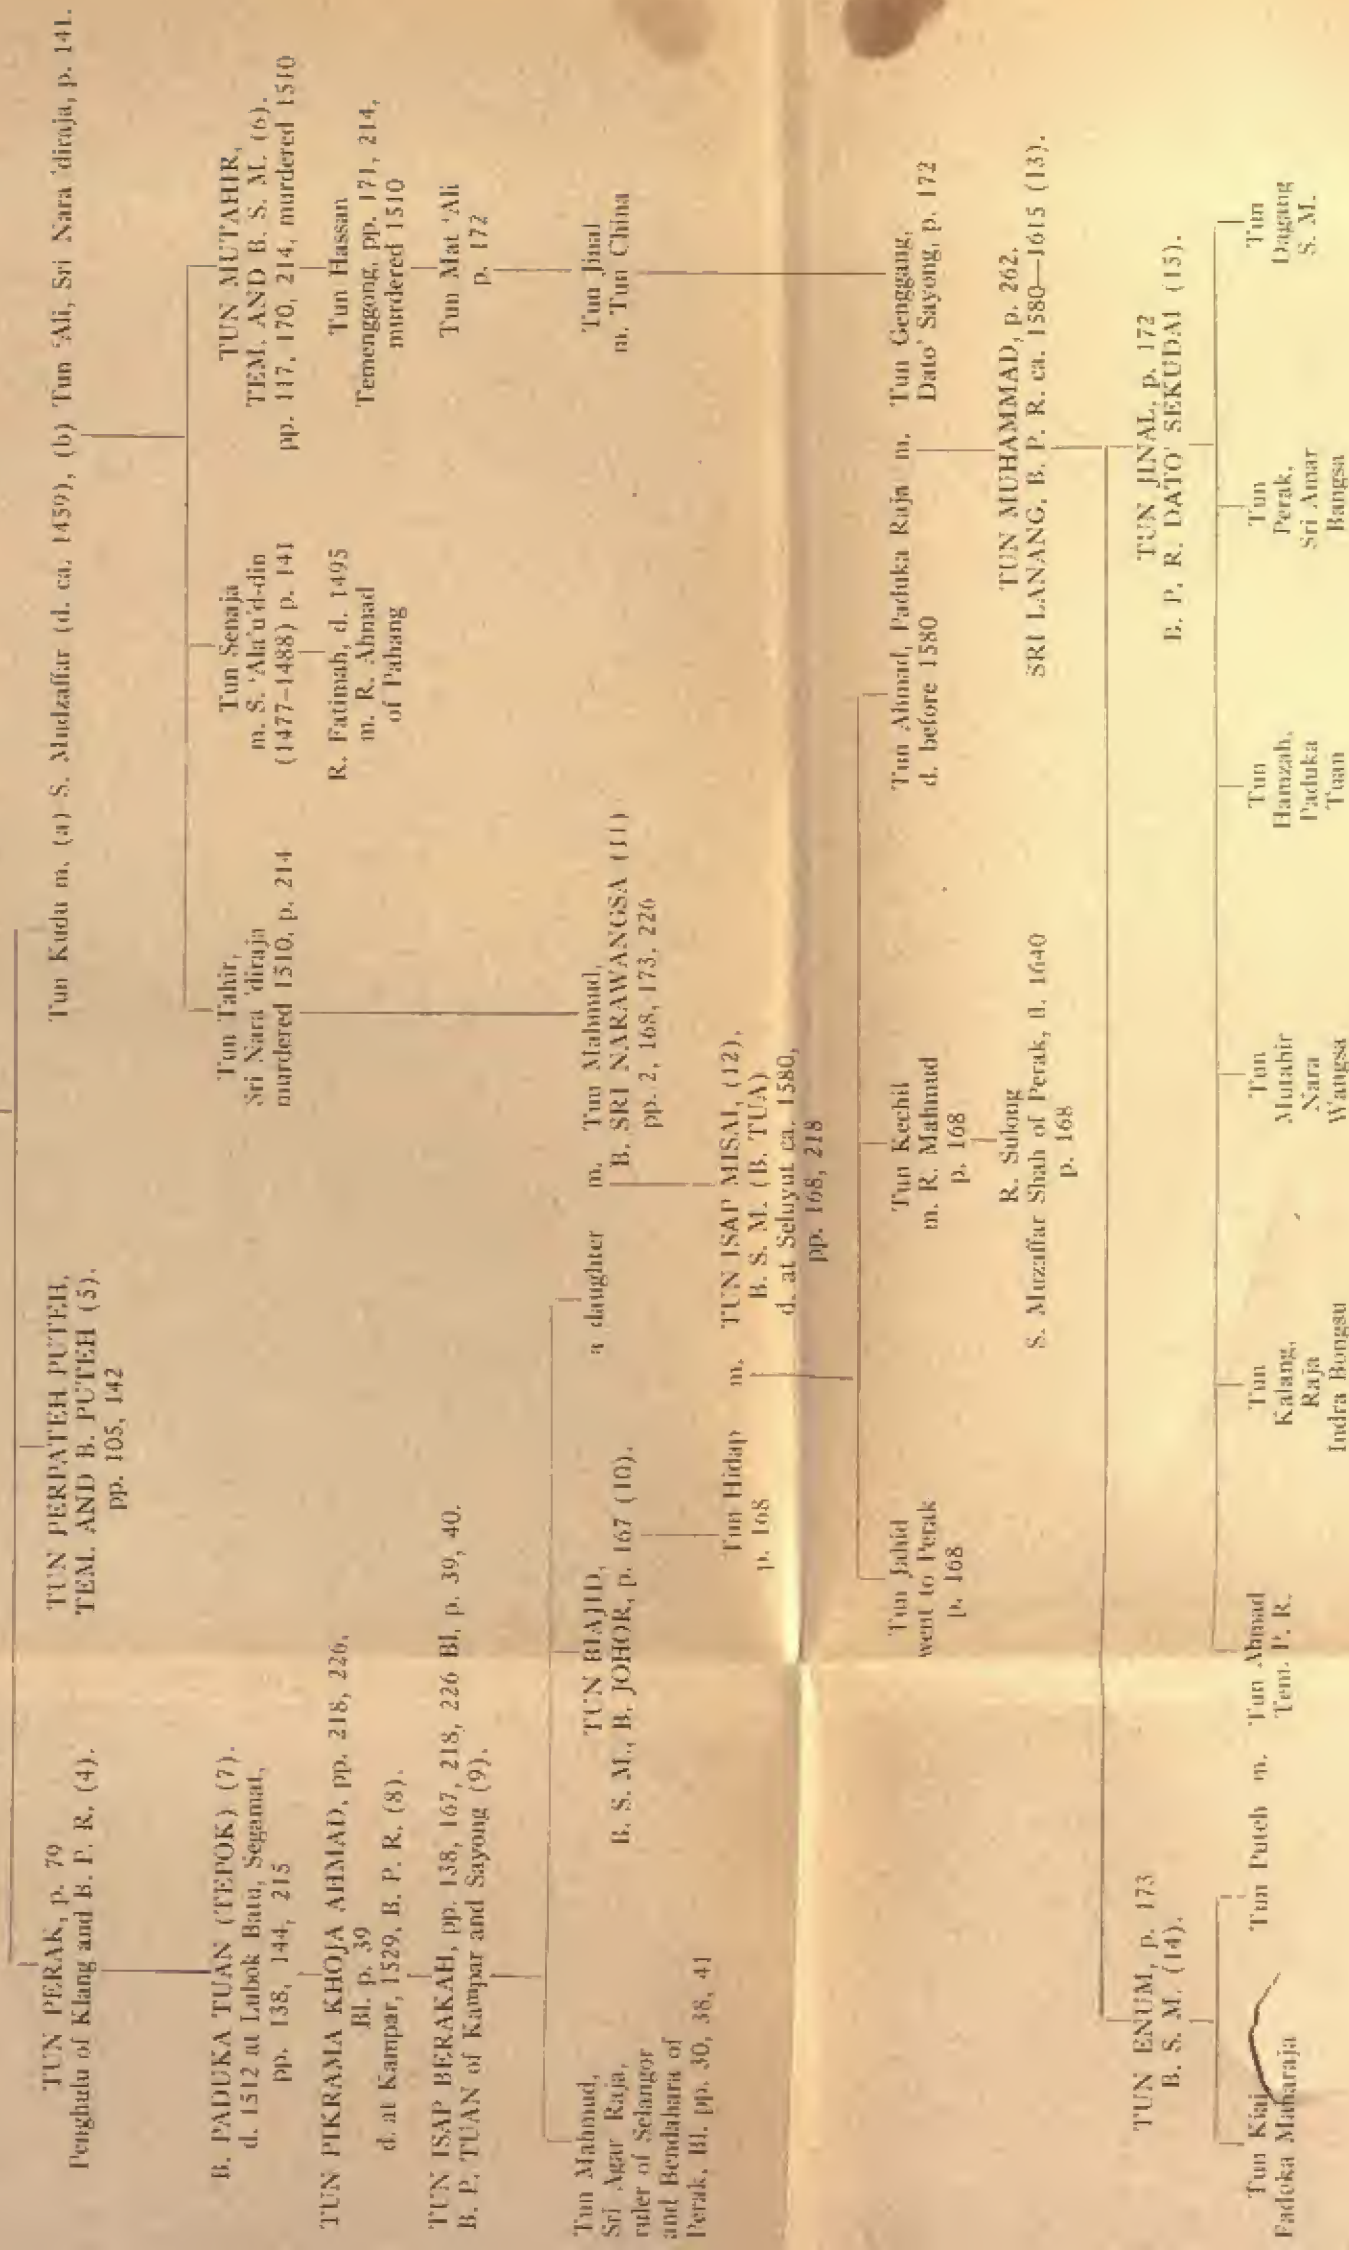 TUN PERAK, p. 79
Penghulu of Klang and B. P. R. (4).
TUN PERPATEH PUTEH,
TEM. AND B. PUTEH (5).
pp. 105, 142
Tun Kudu m. (a) S. Mudzaffar (d. ca. 1459), (b) Tun 'Ali, Sri Nara 'diraja, p. 141.
B. PADUKA TUAN (TEPOK) (7).
d. 1512 at Lubok Batu, Segamat,
pp. 138, 144, 215
Tun Tahir,
Sri Nara 'diraja
murdered 1510, p. 214
Tun Senaja
m. S. 'Ala'u'd-din
(1477-1488) p. 141
TUN MUTAHIR,
TEM. AND B. S. M. (6).
pp. 117, 170, 214, murdered 1510
TUN PIKRAMA KHOJA AHMAD, pp. 218, 226,
Bl. p. 39
d. at Kampar, 1529, B. P. R. (8).
R. Fatimah, d. 1495
m. R. Ahmad
of Pahang
Tun Hassan
Temenggong, pp. 171, 214,
murdered 1510
TUN ISAP BERAKAH, pp. 138, 167, 218, 226 Bl. p. 39, 40.
B. P. TUAN of Kampar and Sayong (9).
Tun Mat 'Ali
p. 172
Tun Mahmud,
Sri Agar Raja,
ruler of Selangor
and Bendahara of
Perak, Bl. pp. 30, 38, 41
TUN BIAJID,
B. S. M., B. JOHOR, p. 167 (10).
a daughter
m.
Tun Mahmud,
B. SRI NARAWANGSA (11)
pp. 2, 168, 173, 226
Tun Jinal
m. Tun China
Tun Hidap
p. 168
m.
TUN ISAP MISAI, (12),
B. S. M. (B. TUA)
d. at Seluyut ca. 1580,
pp. 168, 218
Tun Jahid
went to Perak
p. 168
Tun Kechil
m. R. Mahmud
p. 168
Tun Ahmad, Paduka Raja
d. before 1580
m.
Tun Genggang,
Dato' Sayong, p. 172
R. Sulong
S. Muzaffar Shah of Perak, fl. 1640
p. 168
TUN MUHAMMAD, p. 262,
SRI LANANG, B. P. R. ca. 1580—1615 (13).
TUN ENUM, p. 173
B. S. M. (14).
TUN JINAL, p. 172
B. P. R. DATO' SEKUDAI (15).
Tun Kiai
Paduka Maharaja
Tun Puteh
m.
Tun Ahmad
Tem. P. R.
Tun
Kalang,
Raja
Indra Bongsu
Tun
Mutahir
Nara
Wangsa
Tun
Hamzah,
Paduka
Tuan
Tun
Perak,
Sri Amar
Bangsa
Tun
Dagang
S. M.